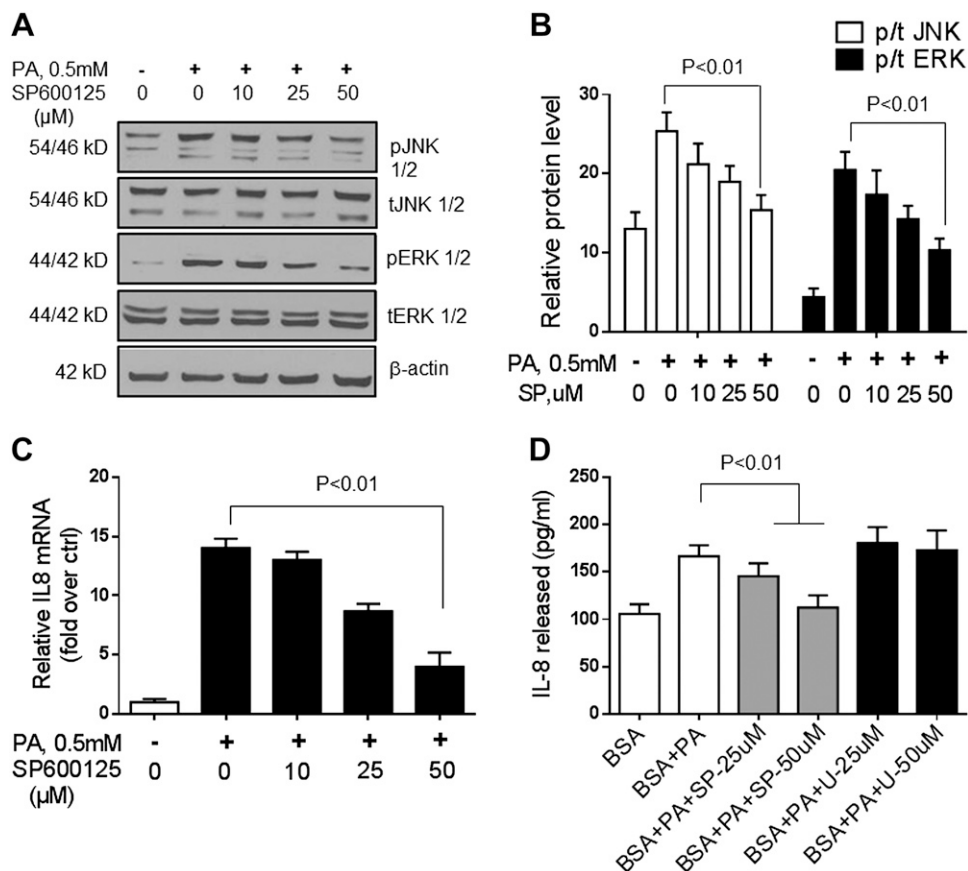 A
PA, 0.5mM - + + + +
SP600125 0 0 10 25 50
(µM)
54/46 kD
pJNK
1/2
54/46 kD
tJNK 1/2
44/42 kD
pERK 1/2
44/42 kD
tERK 1/2
42 kD
β-actin
B
p/t JNK
p/t ERK
P<0.01
P<0.01
Relative protein level
30
20
10
0
PA, 0.5mM - + + + + - + + + +
SP,uM 0 0 10 25 50 0 0 10 25 50
C
P<0.01
Relative IL8 mRNA
(fold over ctrl)
20
15
10
5
0
PA, 0.5mM - + + + +
SP600125 0 0 10 25 50
(µM)
D
P<0.01
IL-8 released (pg/ml)
250
200
150
100
50
0
BSA
BSA+PA
BSA+PA+SP-25uM
BSA+PA+SP-50uM
BSA+PA+U-25uM
BSA+PA+U-50uM